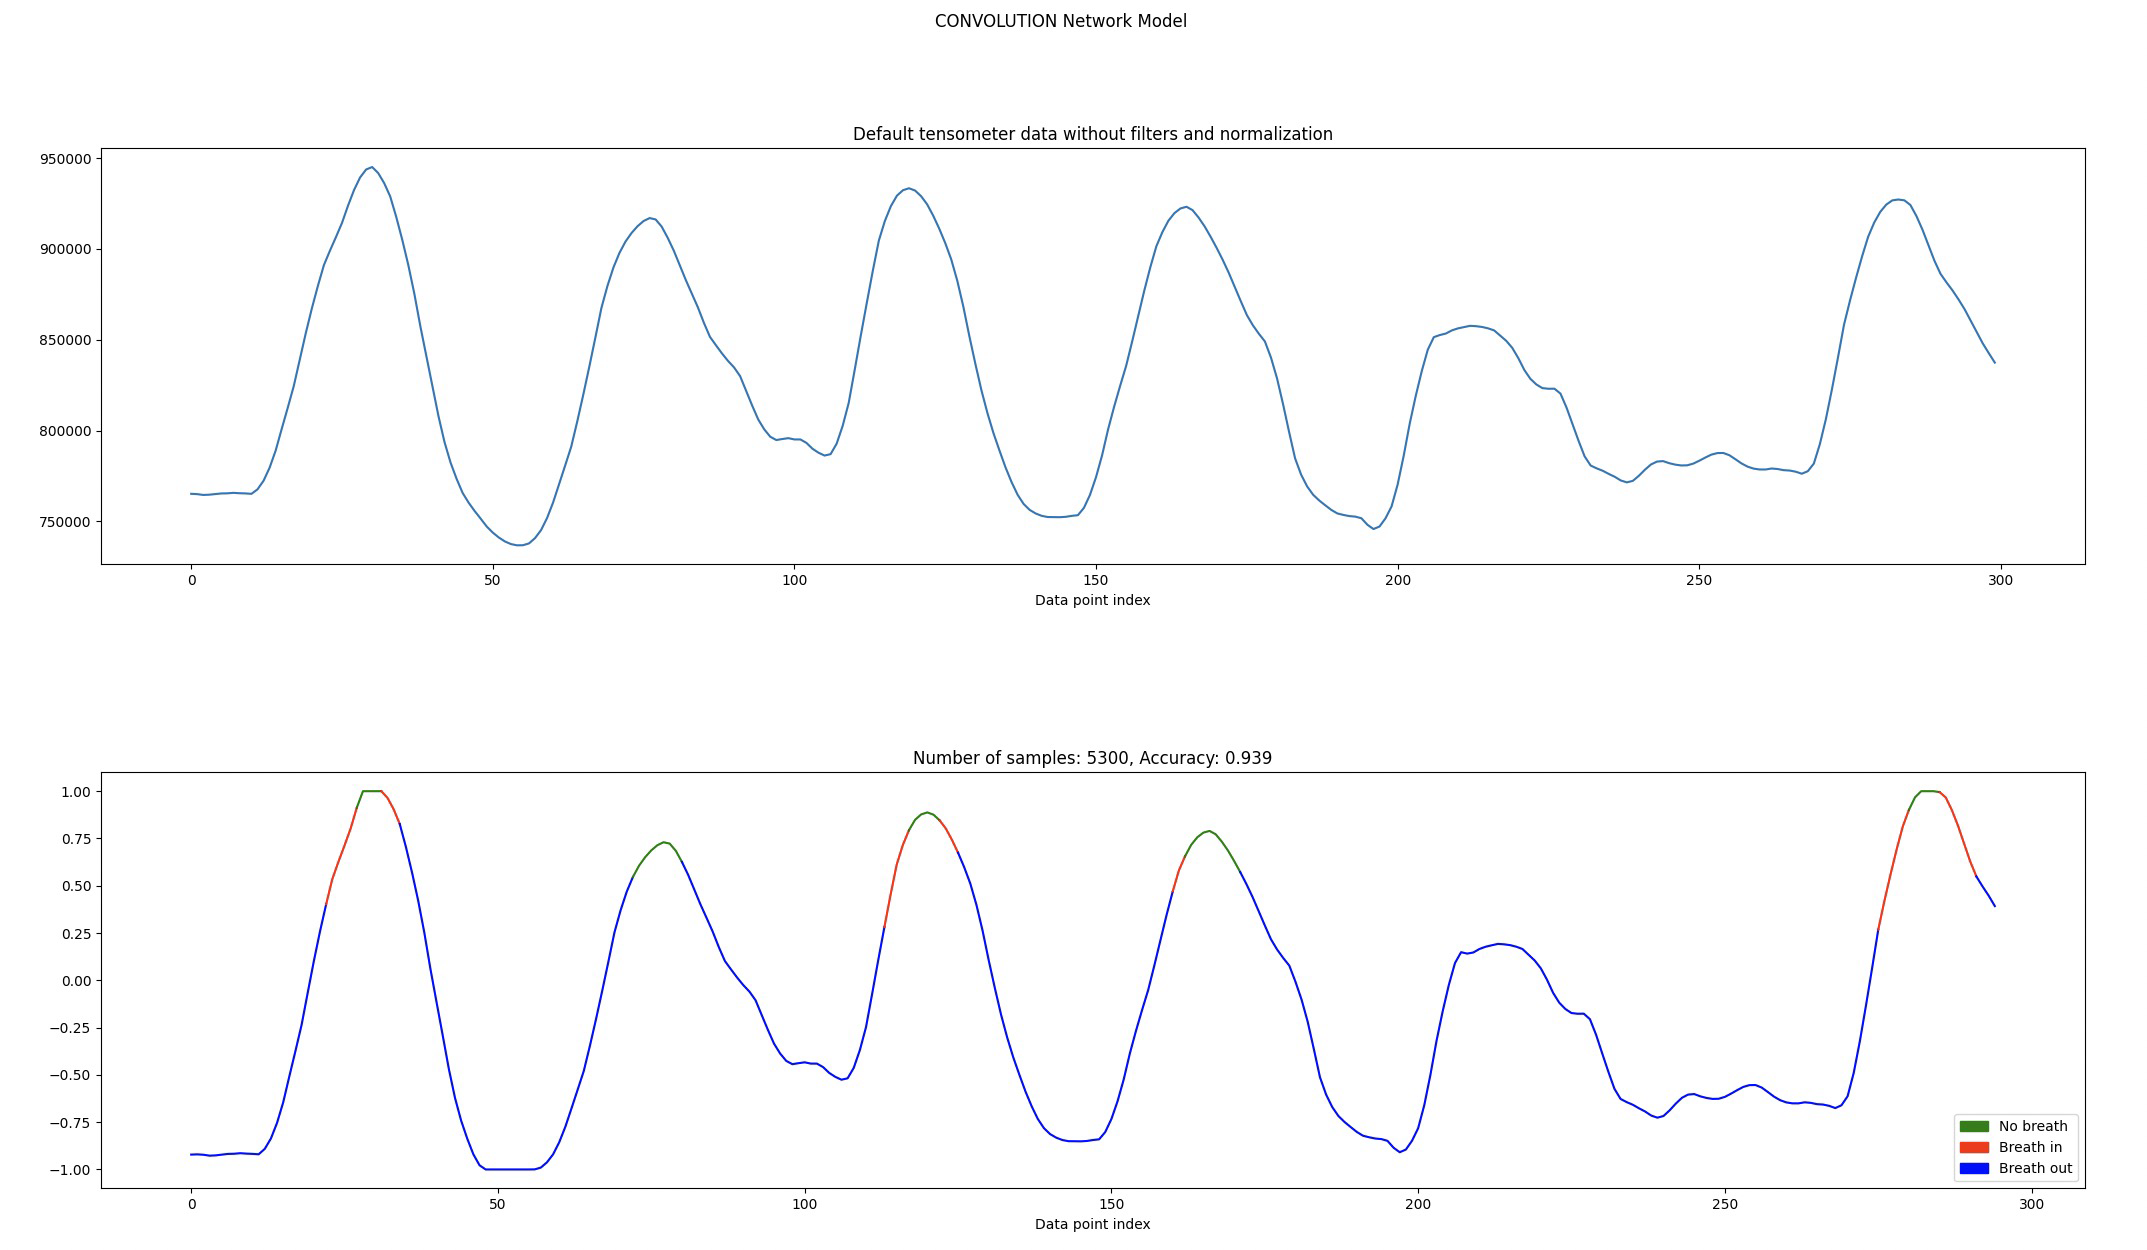 CONVOLUTION Network Model
Default tensometer data without filters and normalization
950000
900000
850000
800000
750000
0 50 100 150 200 250 300
Data point index
Number of samples: 5300, Accuracy: 0.939
1.00
0.75
0.50
0.25
0.00
−0.25
−0.50
−0.75
−1.00
No breath
Breath in
Breath out
0 50 100 150 200 250 300
Data point index